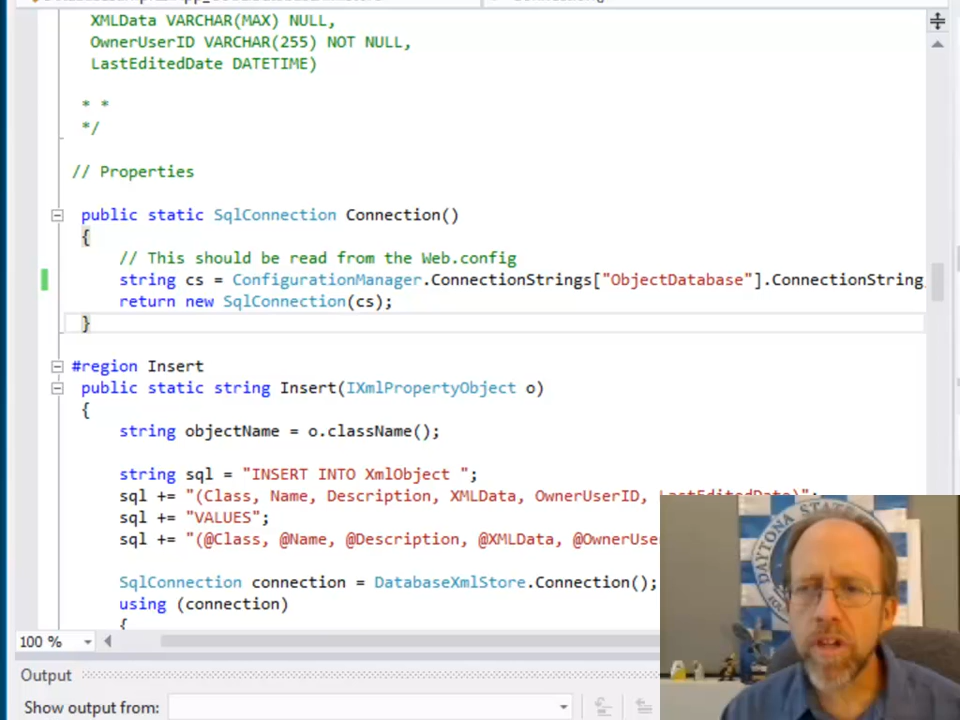 XMLData VARCHAR(MAX) NULL,
OwnerUserID VARCHAR(255) NOT NULL,
LastEditedDate DATETIME)
* *
*/
// Properties
public static SqlConnection Connection()
{
// This should be read from the Web.config
string cs = ConfigurationManager.ConnectionStrings["ObjectDatabase"].ConnectionString
return new SqlConnection(cs);
}
#region Insert
public static string Insert(IXmlPropertyObject o)
{
string objectName = o.className();
string sql = "INSERT INTO XmlObject ";
sql += "(Class, Name, Description, XMLData, OwnerUserID, LastEditedDate)";
sql += "VALUES";
sql += "(@Class, @Name, @Description, @XMLData, @OwnerUse
SqlConnection connection = DatabaseXmlStore.Connection();
using (connection)
{
100 %
Output
Show output from:
DAYTONA STATE